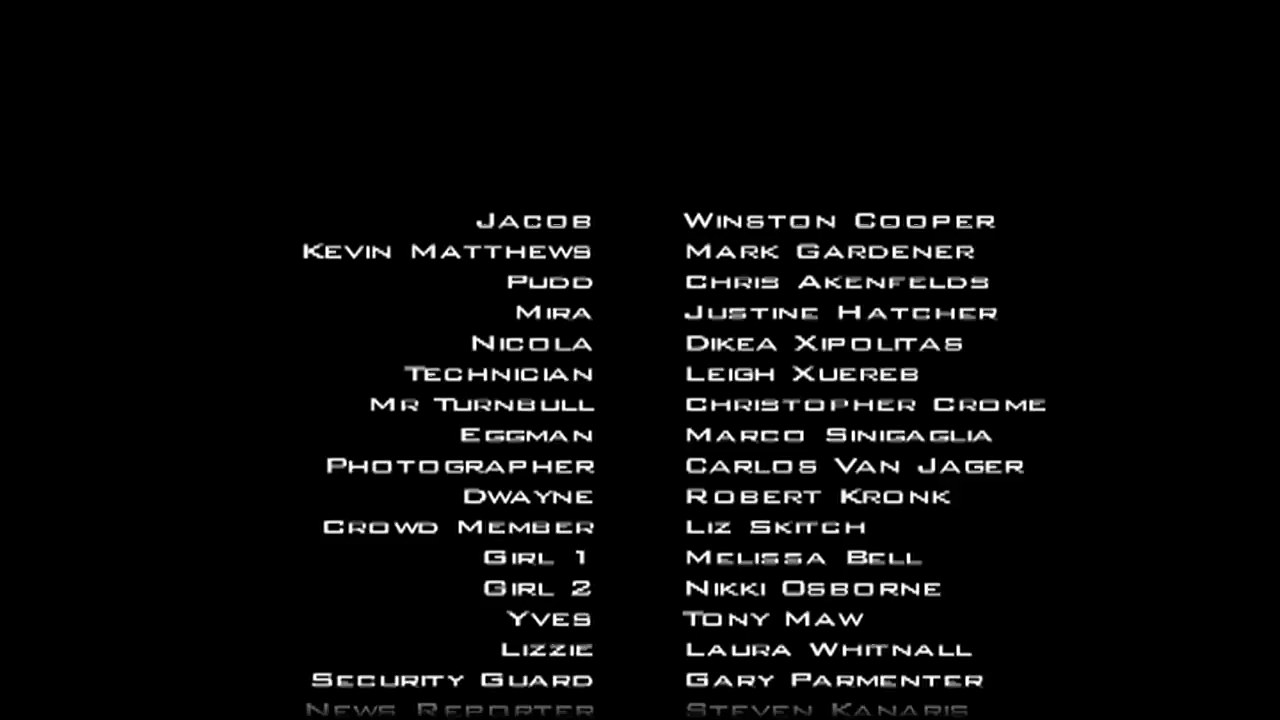 Jacob Winston Cooper
Kevin Matthews Mark Gardener
Pudd Chris Akenfelds
Mira Justine Hatcher
Nicola Dikea Xipolitas
Technician Leigh Xuereb
Mr Turnbull Christopher Crome
Eggman Marco Sinigaglia
Photographer Carlos Van Jager
Dwayne Robert Kronk
Crowd Member Liz Skitch
Girl 1 Melissa Bell
Girl 2 Nikki Osborne
Yves Tony Maw
Lizzie Laura Whitnall
Security Guard Gary Parmenter
News Reporter Steven Kanaris